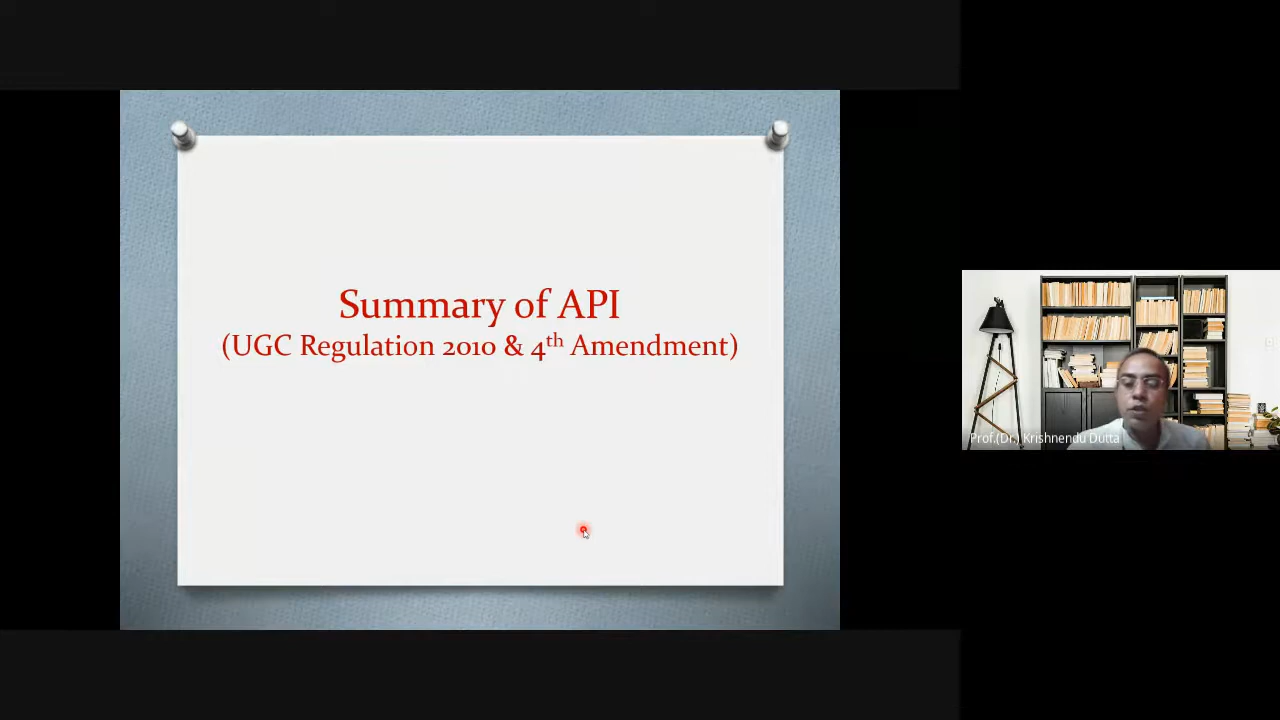 Summary of API
(UGC Regulation 2010 & 4th Amendment)
Prof.(Dr.) Krishnendu Dutta